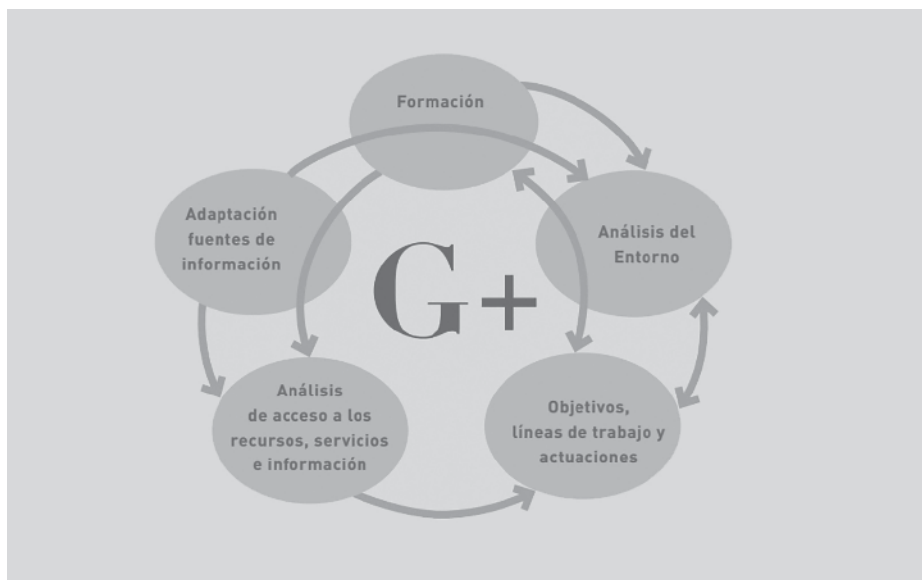 Formación
Adaptación
fuentes de
información
Análisis del
Entorno
G+
Análisis
de acceso a los
recursos, servicios
e información
Objetivos,
líneas de trabajo y
actuaciones